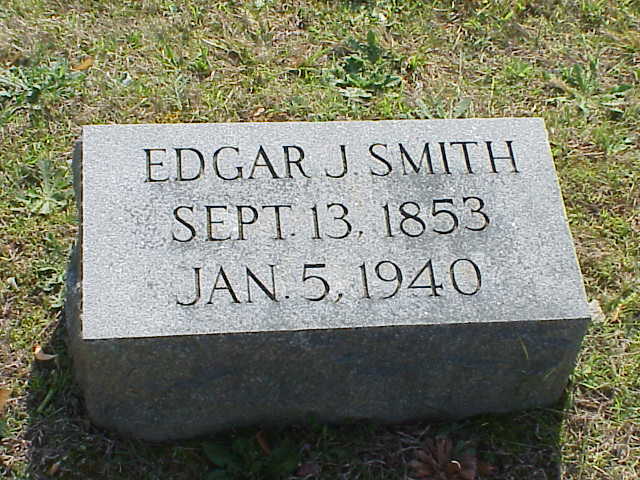 EDGAR J. SMITH
SEPT. 13, 1853
JAN. 5, 1940